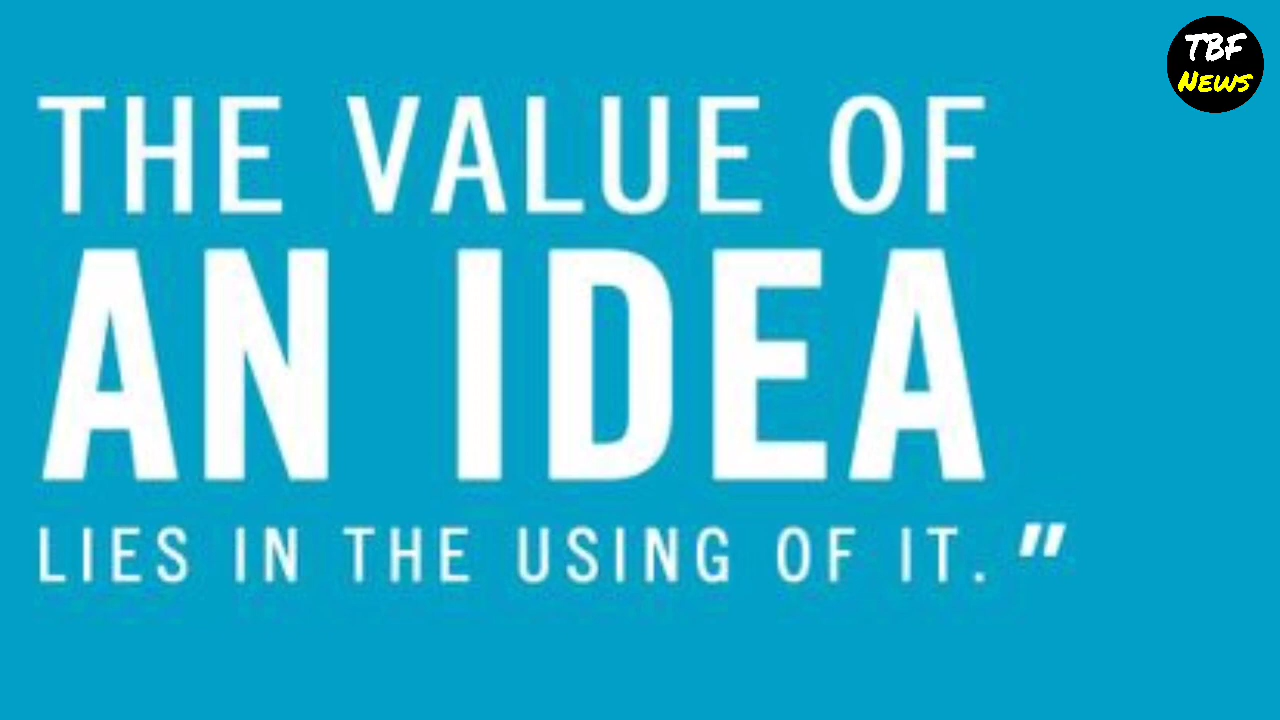 TBF
NEWS
THE VALUE OF
AN IDEA
LIES IN THE USING OF IT."